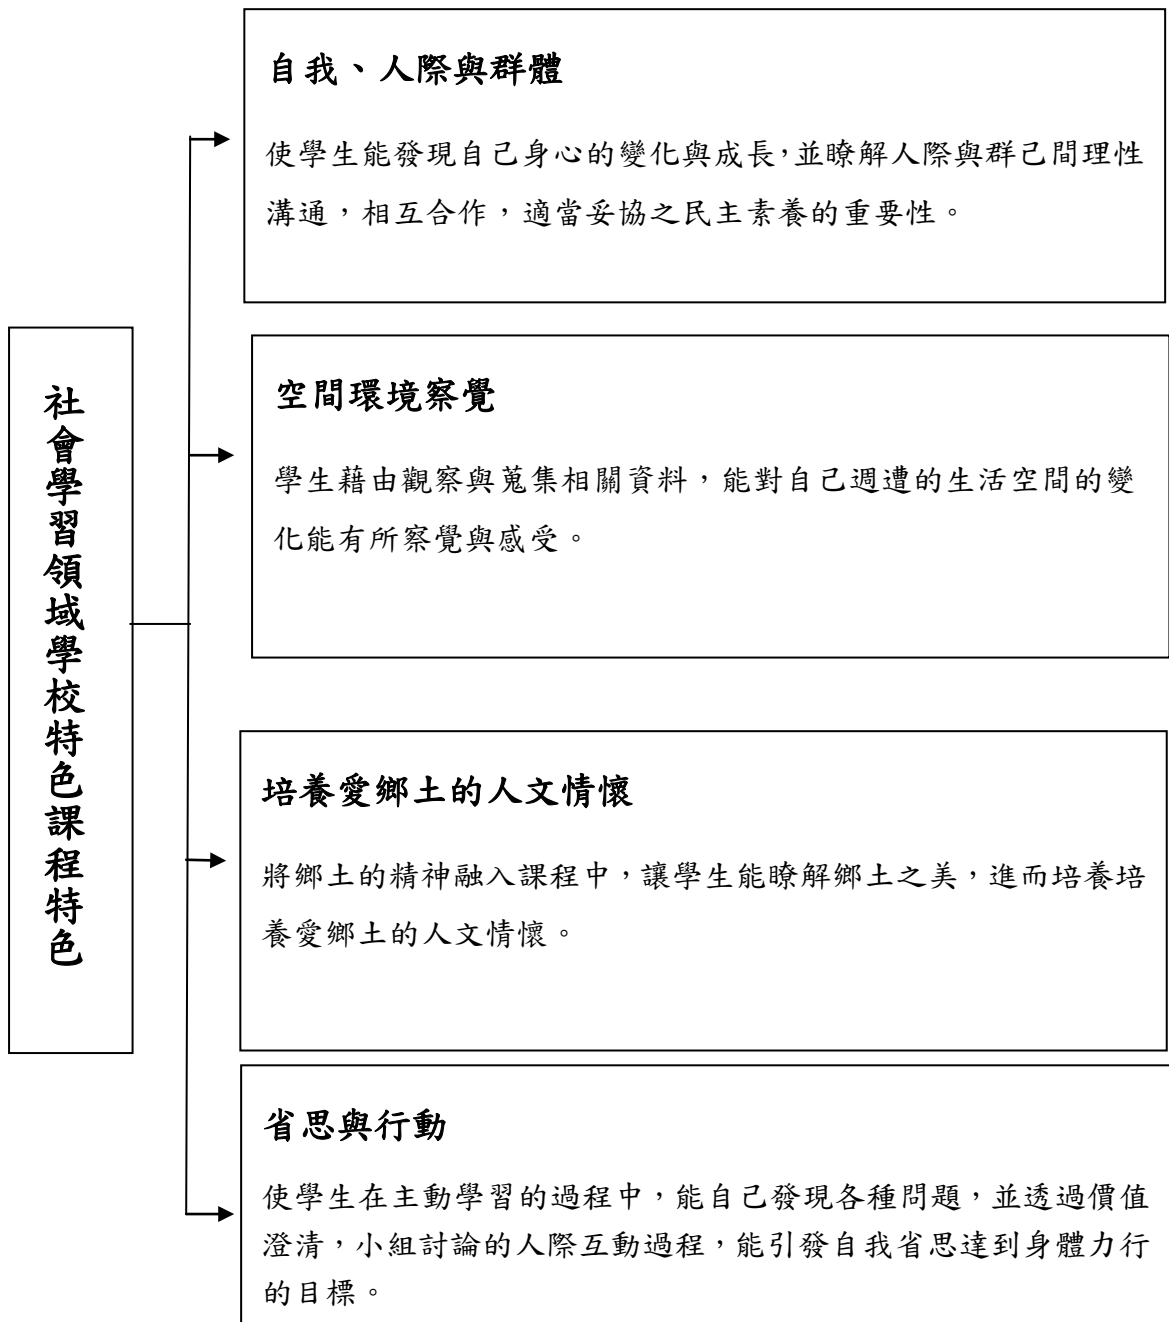 社會學習領域學校特色課程特色
自我、人際與群體
使學生能發現自己身心的變化與成長，並瞭解人際與群己間理性
溝通，相互合作，適當妥協之民主素養的重要性。
空間環境察覺
學生藉由觀察與蒐集相關資料，能對自己週遭的生活空間的變
化能有所察覺與感受。
培養愛鄉土的人文情懷
將鄉土的精神融入課程中，讓學生能瞭解鄉土之美，進而培養培
養愛鄉土的人文情懷。
省思與行動
使學生在主動學習的過程中，能自己發現各種問題，並透過價值
澄清，小組討論的人際互動過程，能引發自我省思達到身體力行
的目標。